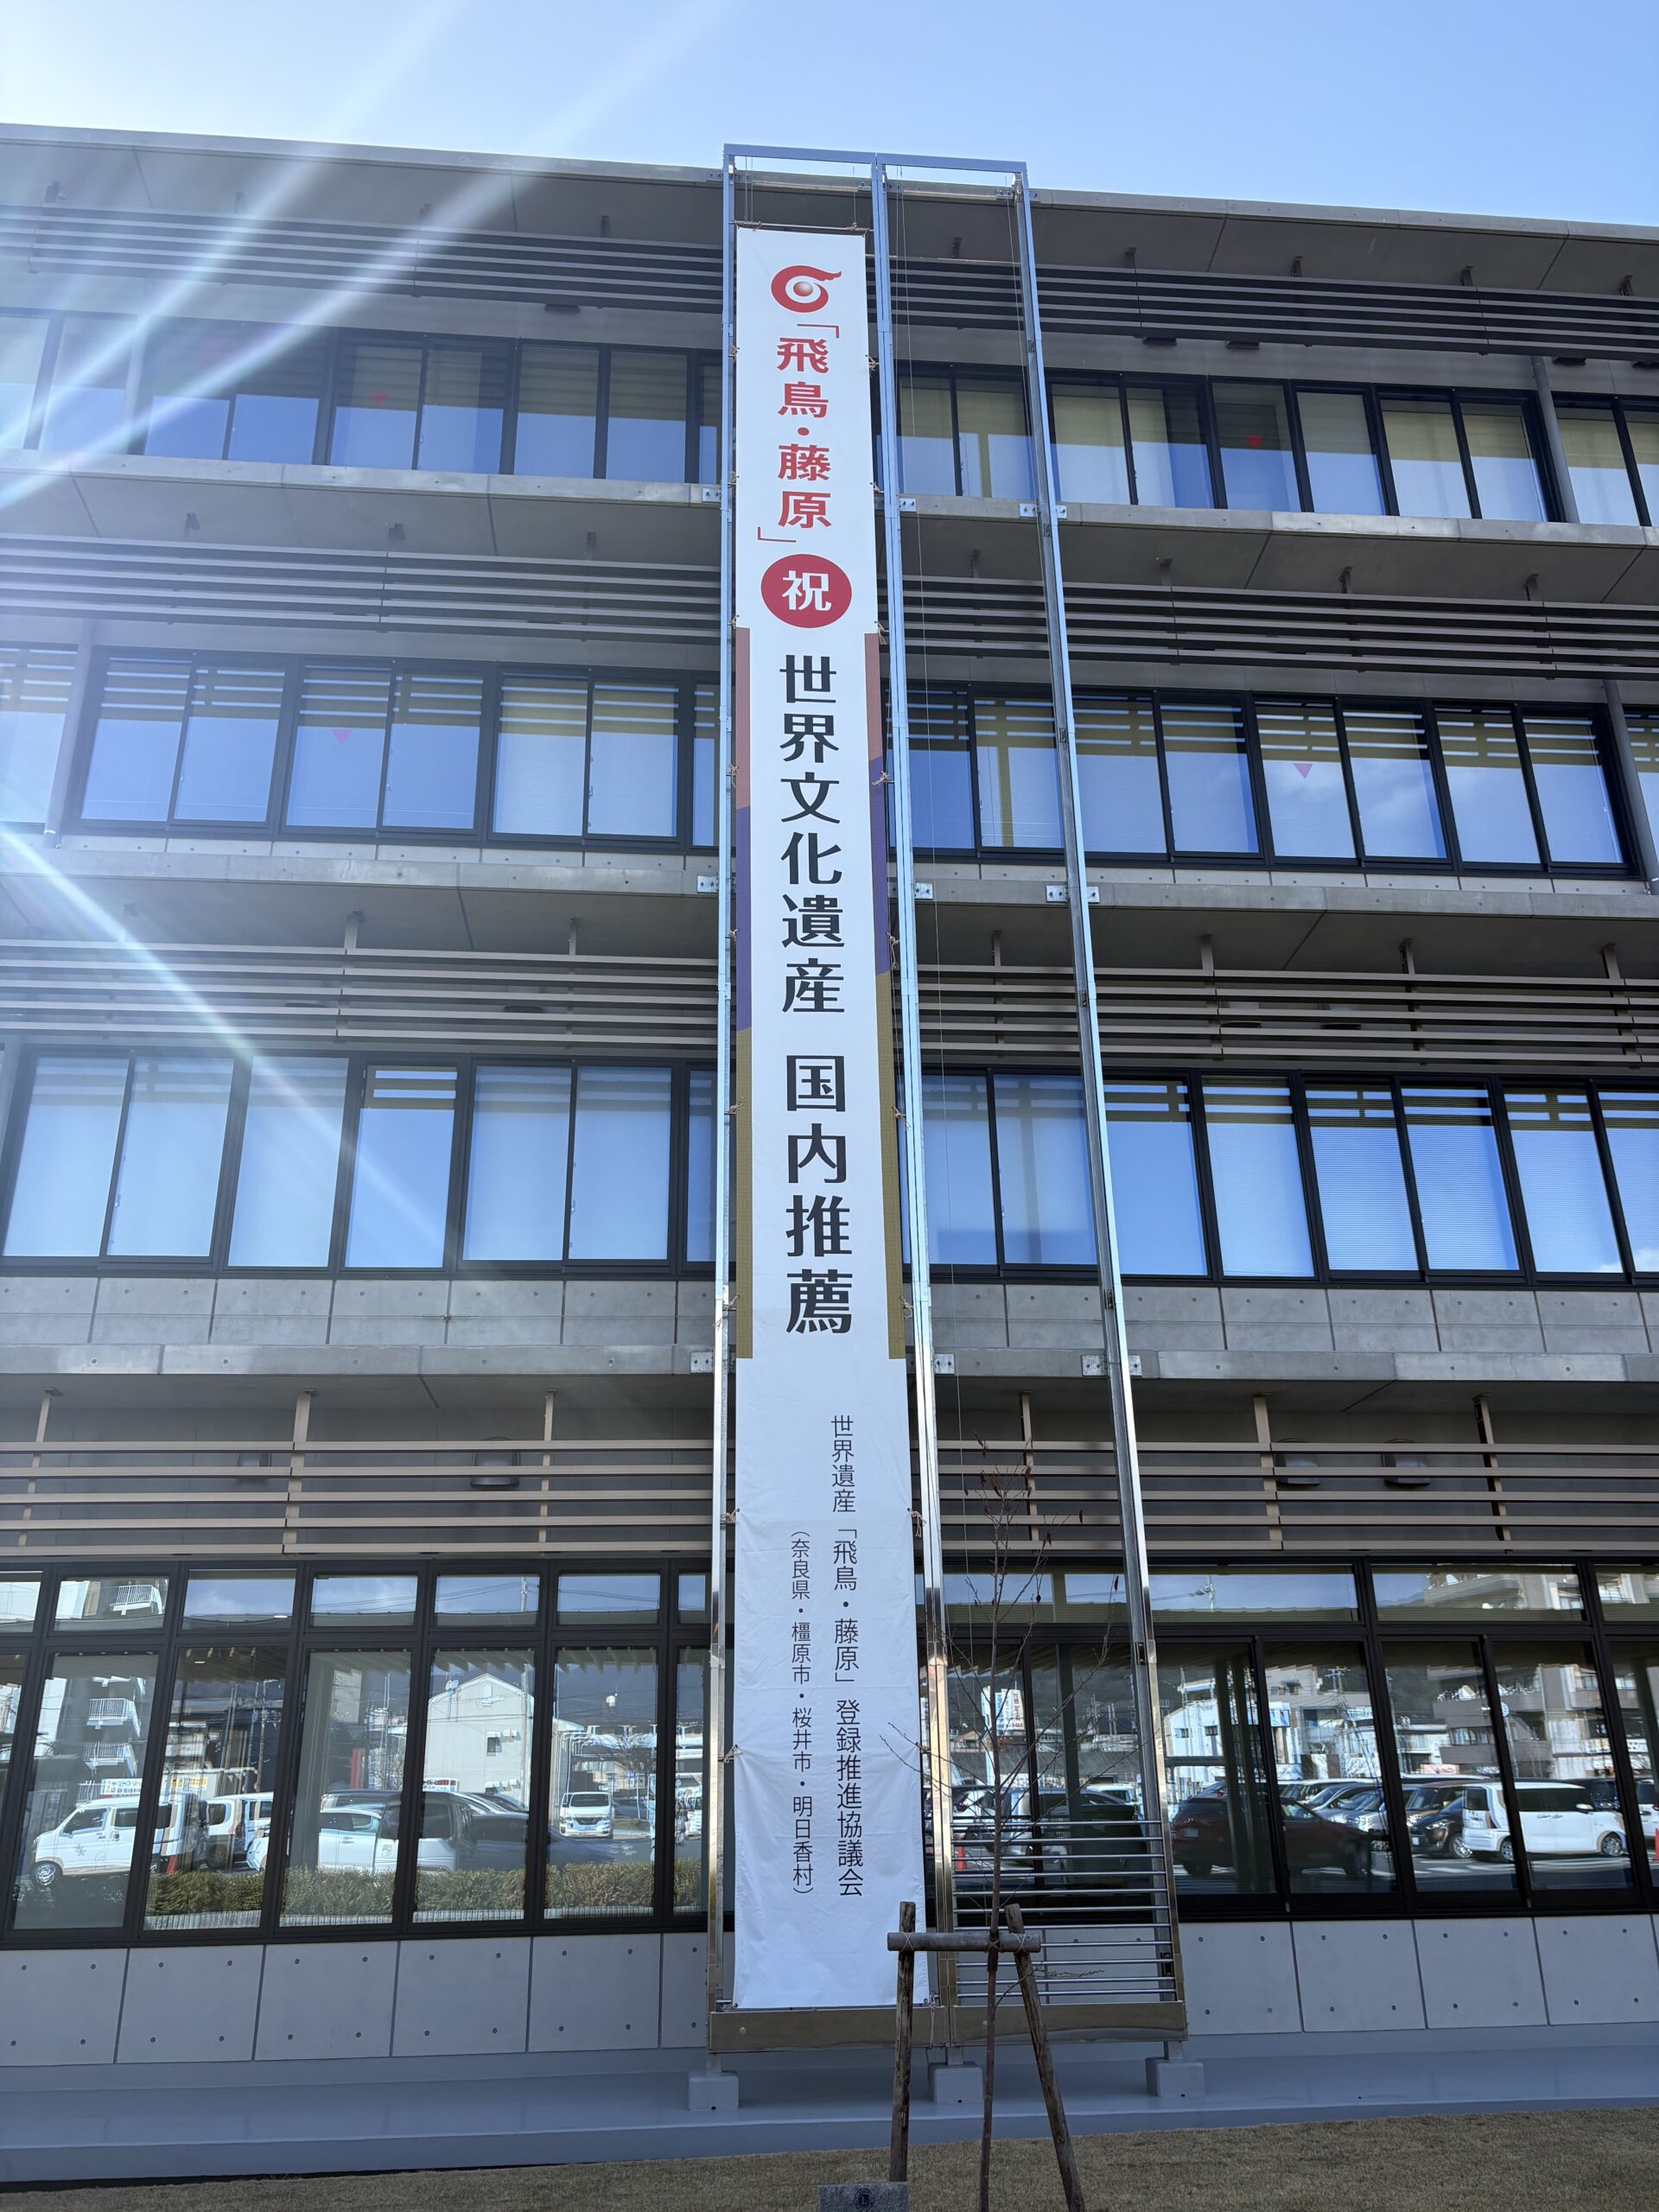 「飛鳥・藤原」
祝
世界文化遺産 国内推薦
世界遺産「飛鳥・藤原」登録推進協議会
（奈良県・橿原市・桜井市・明日香村）